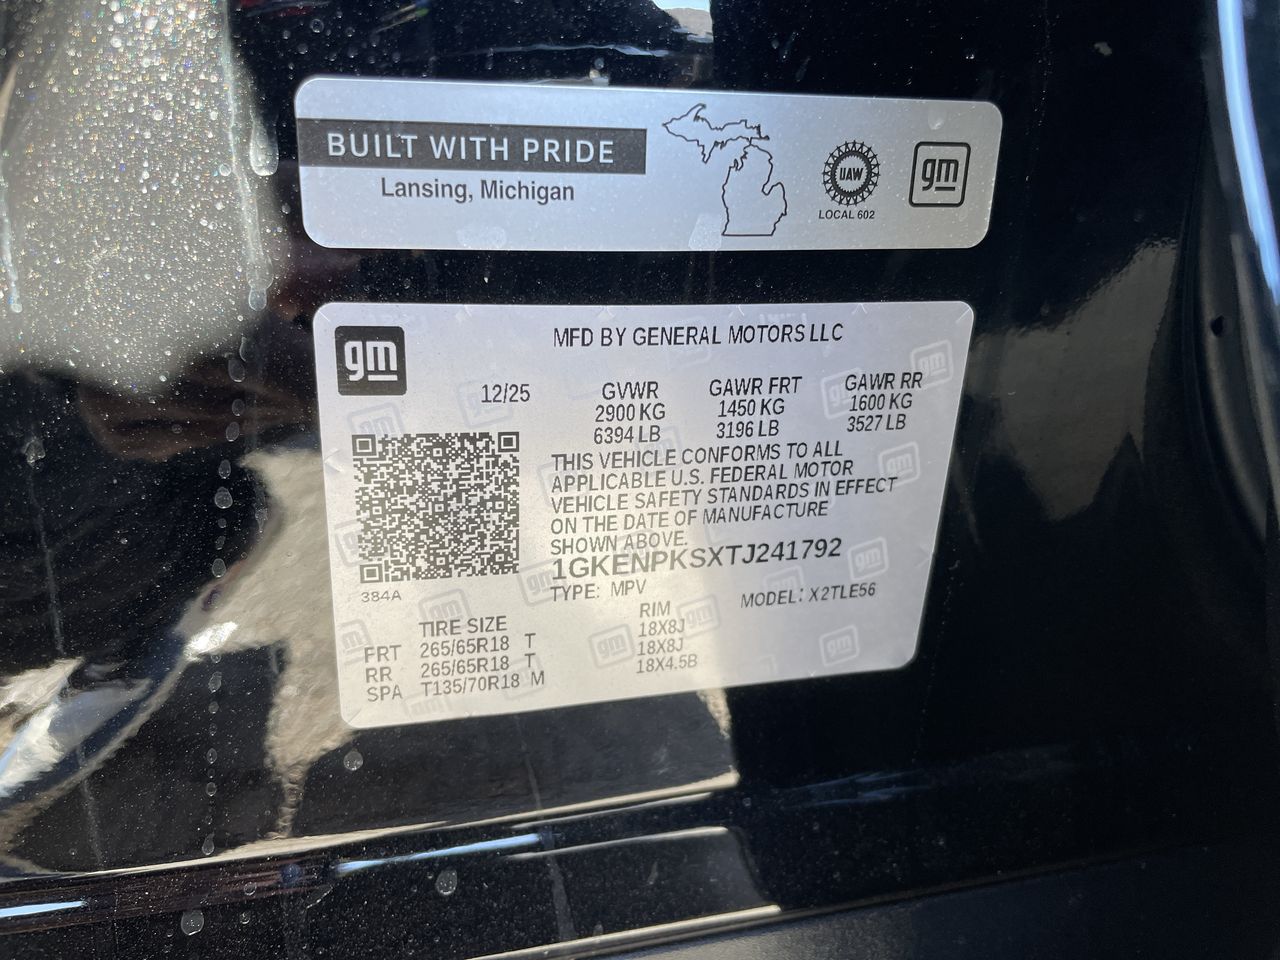 BUILT WITH PRIDE
Lansing, Michigan
UAW
LOCAL 602
gm
gm
MFD BY GENERAL MOTORS LLC
12/25
GVWR
2900 KG
6394 LB
GAWR FRT
1450 KG
3196 LB
GAWR RR
1600 KG
3527 LB
THIS VEHICLE CONFORMS TO ALL
APPLICABLE U.S. FEDERAL MOTOR
VEHICLE SAFETY STANDARDS IN EFFECT
ON THE DATE OF MANUFACTURE
SHOWN ABOVE.
1GKENPKSXTJ241792
TYPE: MPV
MODEL: X2TLE56
384A
TIRE SIZE RIM
FRT 265/65R18 T 18X8J
RR 265/65R18 T 18X8J
SPA T135/70R18 M 18X4.5B